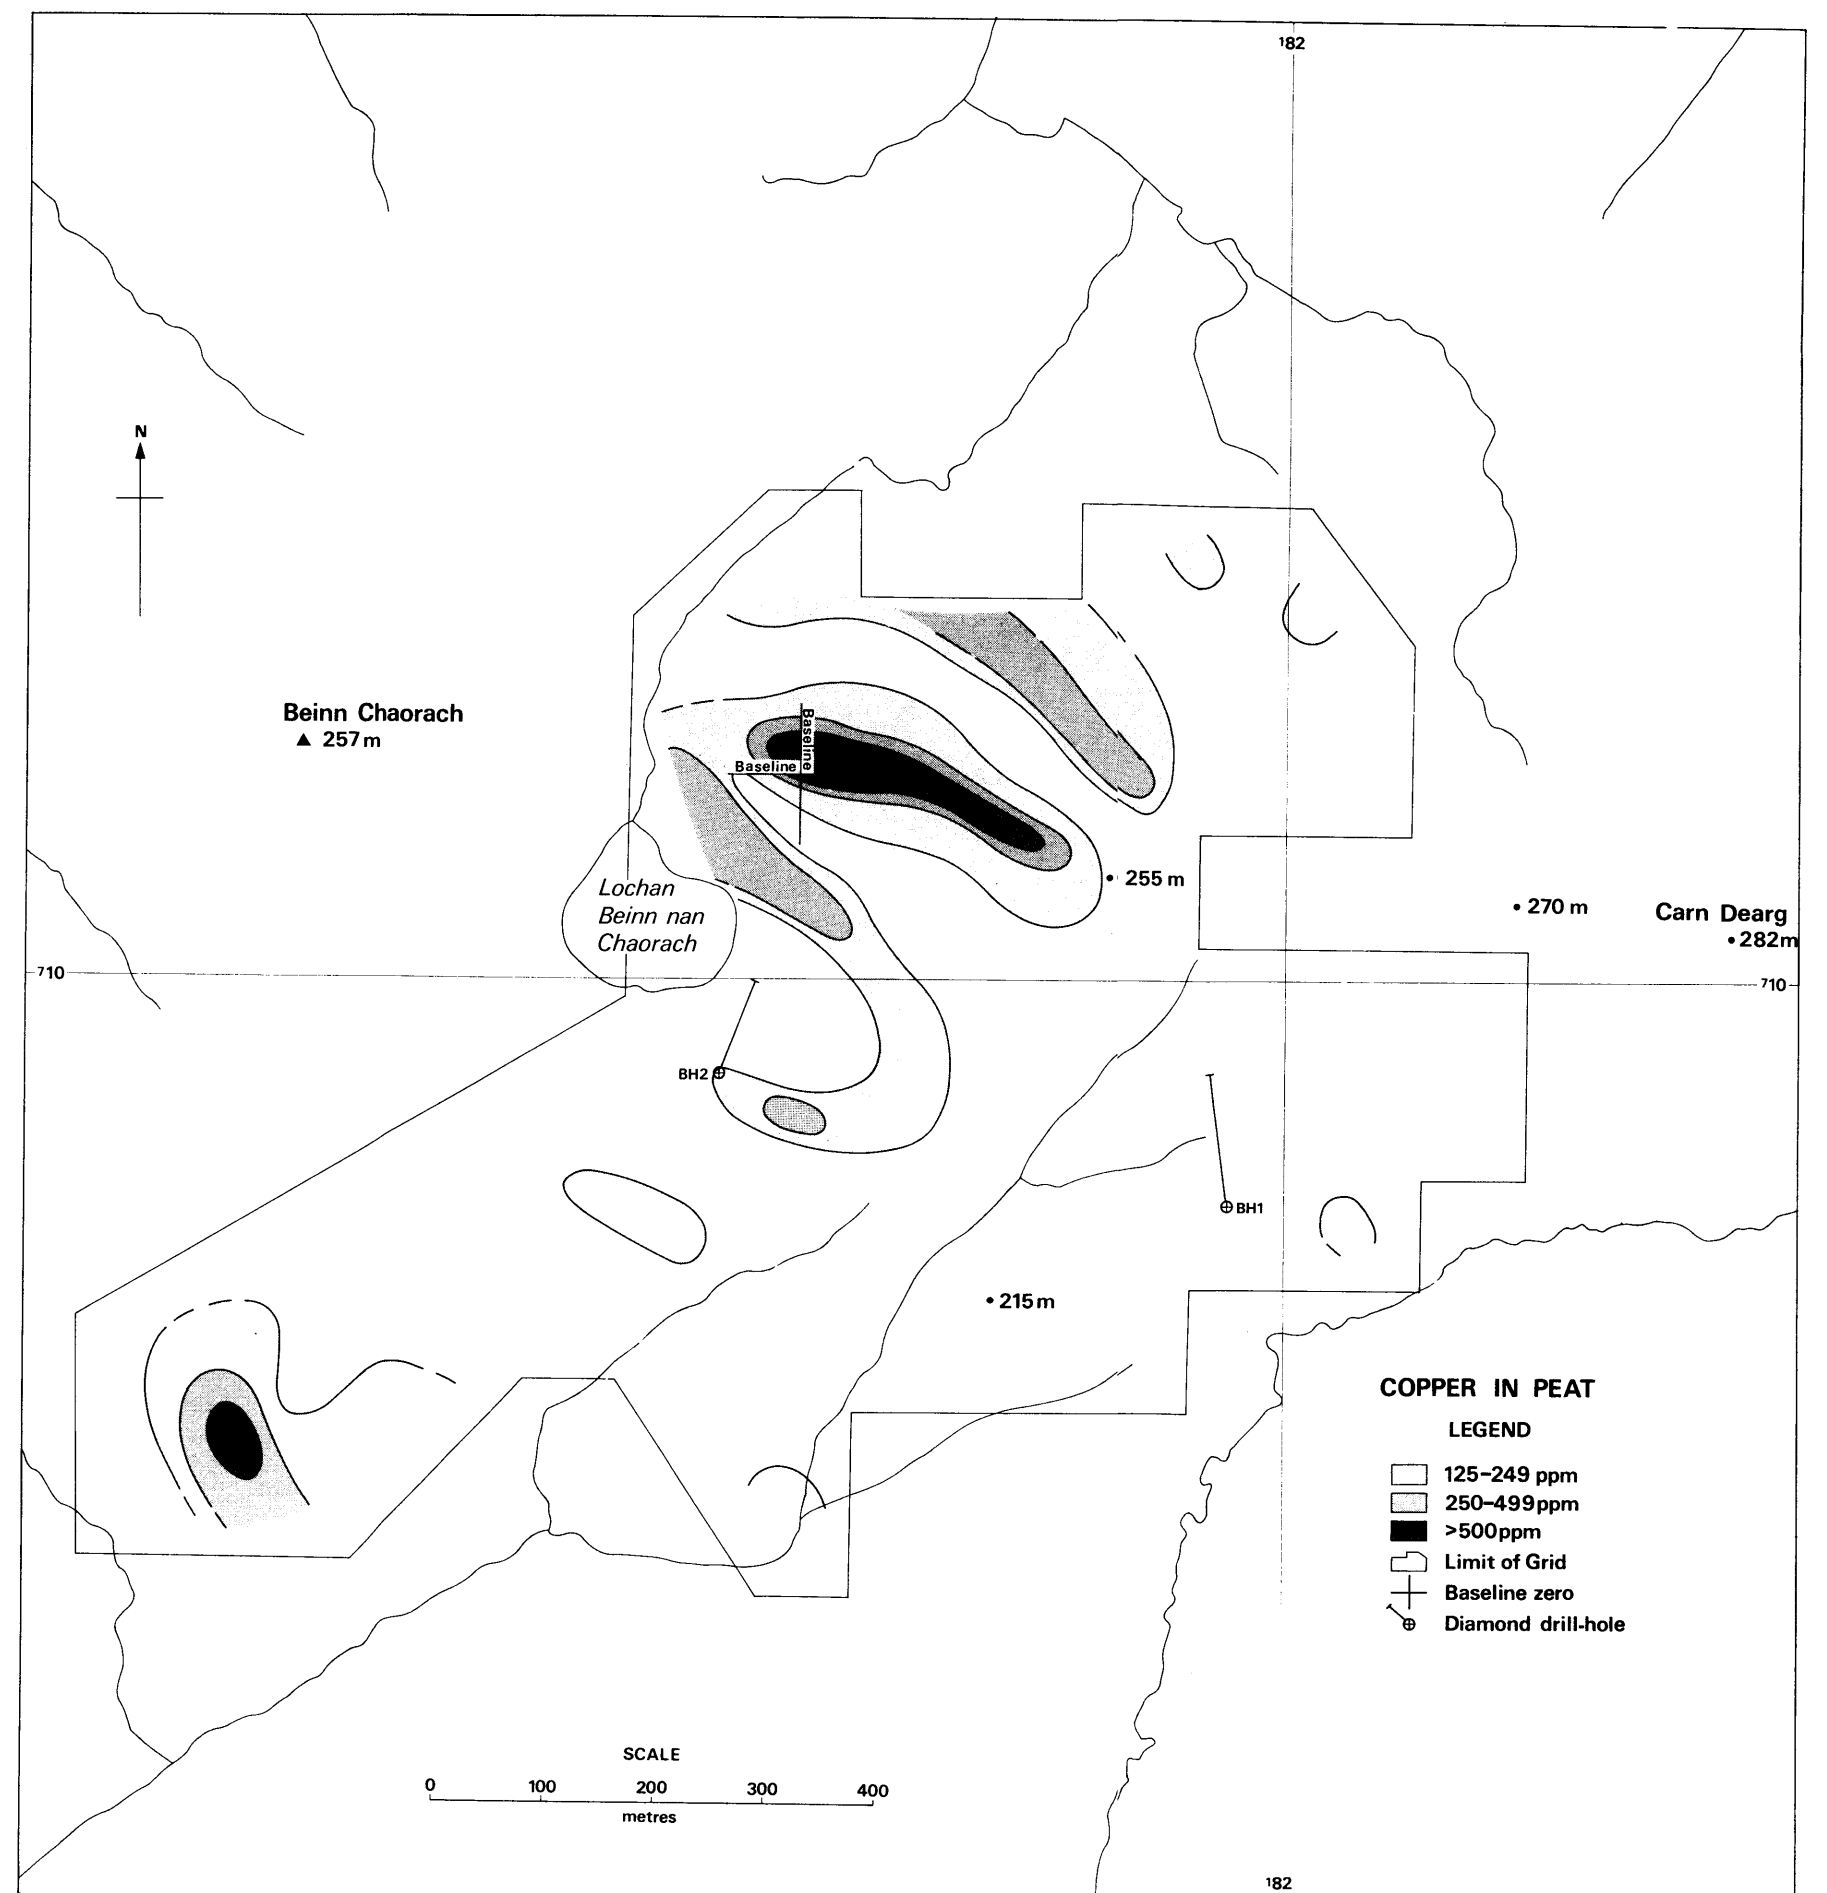 182
N
Beinn Chaorach
257 m
Baseline
Baseline
255 m
270 m
Carn Dearg
282m
Lochan
Beinn nan
Chaorach
710
710
BH2
BH1
215 m
COPPER IN PEAT
LEGEND
125–249 ppm
250–499ppm
>500ppm
Limit of Grid
Baseline zero
Diamond drill-hole
SCALE
0 100 200 300 400
metres
182